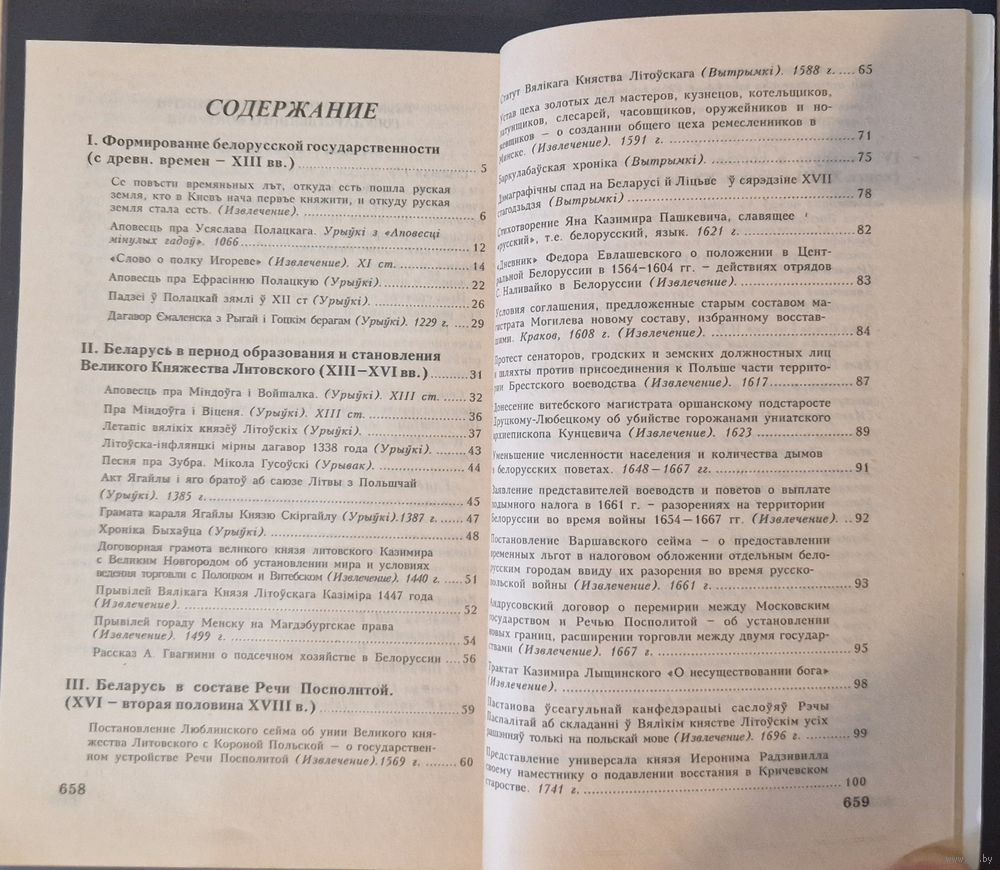 СОДЕРЖАНИЕ
I. Формирование белорусской государственности
(с древн. времен – XIII вв.) 5
Се повъсти времяньных лът, откуда есть пошла руская
земля, кто в Киевъ нача первъе княжити, и откуду руская
земля стала есть. (Извлечение). 6
Аповесць пра Усяслава Полацкага. Урыўкі з «Аповесці
мінулых гадоў». 1066 12
«Слово о полку Игореве» (Извлечение). XI ст. 14
Аповесць пра Ефрасінню Полацкую (Урыўкі). 22
Падзеі ў Полацкай зямлі ў XII ст (Урыўкі). 26
Дагавор Смаленска з Рыгай і Гоцкім берагам (Урыўкі). 1229 г. 29
II. Беларусь в период образования и становления
Великого Княжества Литовского (XIII–XVI вв.) 31
Аповесць пра Міндоўга і Войшалка. (Урыўкі). XIII ст. 32
Пра Міндоўга і Віценя. (Урыўкі). XIII ст. 36
Летапіс вялікіх князёў Літоўскіх (Урыўкі). 37
Літоўска-інфлянцкі мірны дагавор 1338 года (Урыўкі). 43
Песня пра Зубра. Мікола Гусоўскі (Урывак). 44
Акт Ягайлы і яго братоў аб саюзе Літвы з Польшчай
(Урыўкі). 1385 г. 45
Грамата караля Ягайлы Князю Скіргайлу (Урыўкі).1387 г. 47
Хроніка Быхаўца (Урыўкі). 48
Договорная грамота великого князя литовского Казимира
с Великим Новгородом об установлении мира и условиях
ведения торговли с Полоцком и Витебском (Извлечение). 1440 г. 51
Прывілей Вялікага Князя Літоўскага Казіміра 1447 года
(Извлечение). 52
Прывілей гораду Менску на Магдэбургскае права
(Извлечение). 1499 г. 54
Рассказ А. Гвагнини о подсечном хозяйстве в Белоруссии 56
III. Беларусь в составе Речи Посполитой.
(XVI – вторая половина XVIII в.) 59
Постановление Люблинского сейма об унии Великого кня-
жества Литовского с Короной Польской – о государствен-
ном устройстве Речи Посполитой (Извлечение).1569 г. 60
658
Статут Вялікага Княства Літоўскага (Вытрымкі). 1588 г. 65
Устав цеха золотых дел мастеров, кузнецов, котельщиков,
латунщиков, слесарей, часовщиков, оружейников и но-
жевщиков – о создании общего цеха ремесленников в
Минске. (Извлечение). 1591 г. 71
Баркулабаўская хроніка (Вытрымкі). 75
Дэмаграфічны спад на Беларусі й Ліцьве ў сярэдзіне XVII
стагодзьдзя (Вытрымкі) 78
Стихотворение Яна Казимира Пашкевича, славящее
«русский», т.е. белорусский, язык. 1621 г. 82
«Дневник» Федора Евлашевского о положении в Цент-
ральной Белоруссии в 1564–1604 гг. – действиях отрядов
С. Наливайко в Белоруссии (Извлечение). 83
Условия соглашения, предложенные старым составом ма-
гистрата Могилева новому составу, избранному восстав-
шими. Краков, 1608 г. (Извлечение). 84
Протест сенаторов, гродских и земских должностных лиц
и шляхты против присоединения к Польше части террито-
рии Брестского воеводства (Извлечение). 1617 87
Донесение витебского магистрата оршанскому подстаросте
Друцкому-Любецкому об убийстве горожанами униатского
архиепископа Кунцевича (Извлечение). 1623 89
Уменьшение численности населения и количества дымов
в белорусских поветах. 1648–1667 гг. 91
Заявление представителей воеводств и поветов о выплате
подымного налога в 1661 г. – разорениях на территории
Белоруссии во время войны 1654–1667 гг. (Извлечение). 92
Постановление Варшавского сейма – о предоставлении
временных льгот в налоговом обложении отдельным бело-
русским городам ввиду их разорения во время русско-
польской войны (Извлечение). 1661 г. 93
Андрусовский договор о перемирии между Московским
государством и Речью Посполитой – об установлении
новых границ, расширении торговли между двумя государ-
ствами (Извлечение). 1667 г. 95
Трактат Казимира Лыщинского «О несуществовании бога»
(Извлечение). 98
Пастанова ўсеагульнай канфедэрацыі саслоўяў Рэчы
Паспалітай аб складанні ў Вялікім княстве Літоўскім усіх
рашэнняў толькі на польскай мове (Извлечение). 1696 г. 99
Представление универсала князя Иеронима Радзивилла
своему наместнику о подавлении восстания в Кричевском
старостве. 1741 г. 100
659